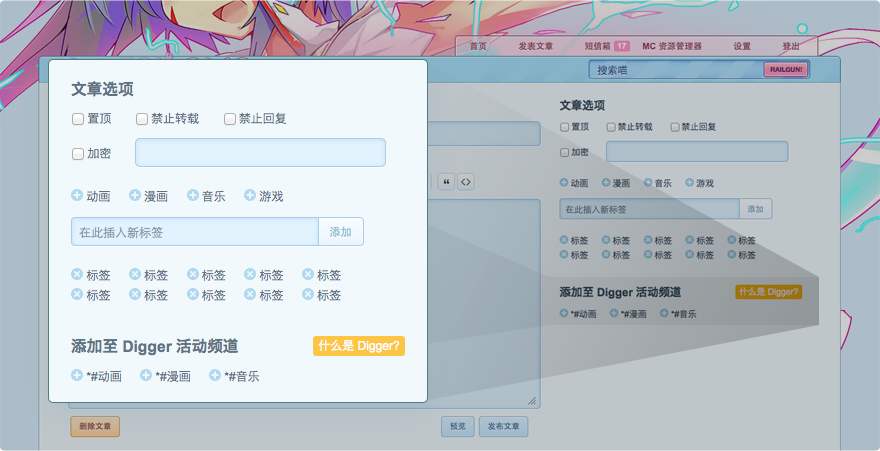 首页 发表文章 短信箱 17 MC 资源管理器 设置 登出
搜索喵 RAILGUN!
文章选项
置顶 禁止转载 禁止回复
加密
动画 漫画 音乐 游戏
在此插入新标签 添加
标签 标签 标签 标签 标签
标签 标签 标签 标签 标签
添加至 Digger 活动频道 什么是 Digger?
*#动画 *#漫画 *#音乐
文章选项
置顶 禁止转载 禁止回复
加密
动画 漫画 音乐 游戏
在此插入新标签 添加
标签 标签 标签 标签 标签
标签 标签 标签 标签 标签
添加至 Digger 活动频道 什么是 Digger?
*#动画 *#漫画 *#音乐
删除文章 预览 发布文章